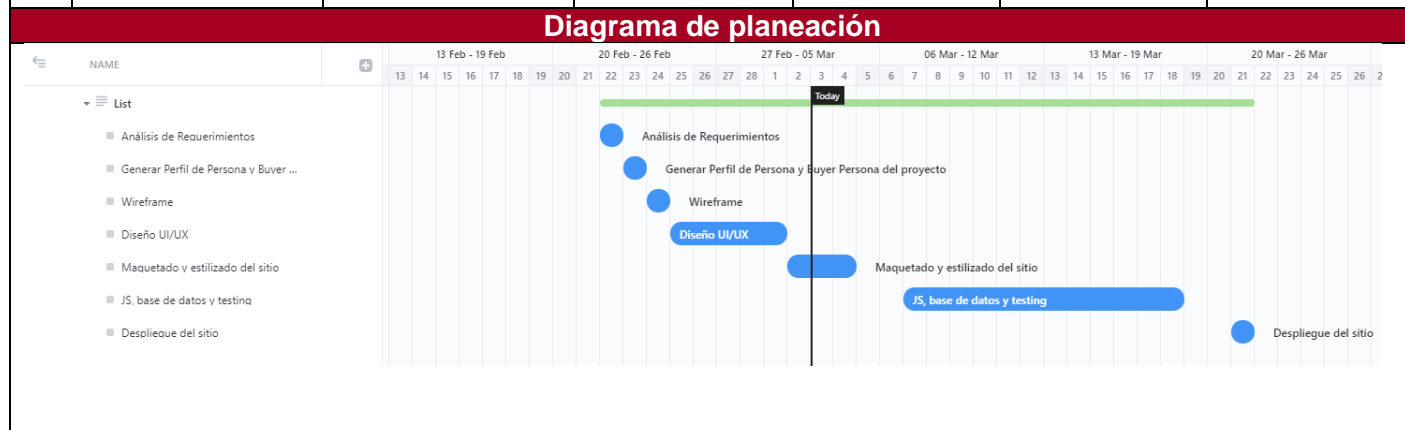 Diagrama de planeación
NAME
13 Feb - 19 Feb 20 Feb - 26 Feb 27 Feb - 05 Mar 06 Mar - 12 Mar 13 Mar - 19 Mar 20 Mar - 26 Mar
13 14 15 16 17 18 19 20 21 22 23 24 25 26 27 28 1 2 3 4 5 6 7 8 9 10 11 12 13 14 15 16 17 18 19 20 21 22 23 24 25 26 2
Today
List
Análisis de Requerimientos Análisis de Requerimientos
Generar Perfil de Persona y Buyer ... Generar Perfil de Persona y Buyer Persona del proyecto
Wireframe Wireframe
Diseño UI/UX Diseño UI/UX
Maquetado y estilizado del sitio Maquetado y estilizado del sitio
JS, base de datos y testing JS, base de datos y testing
Despliegue del sitio Despliegue del sitio